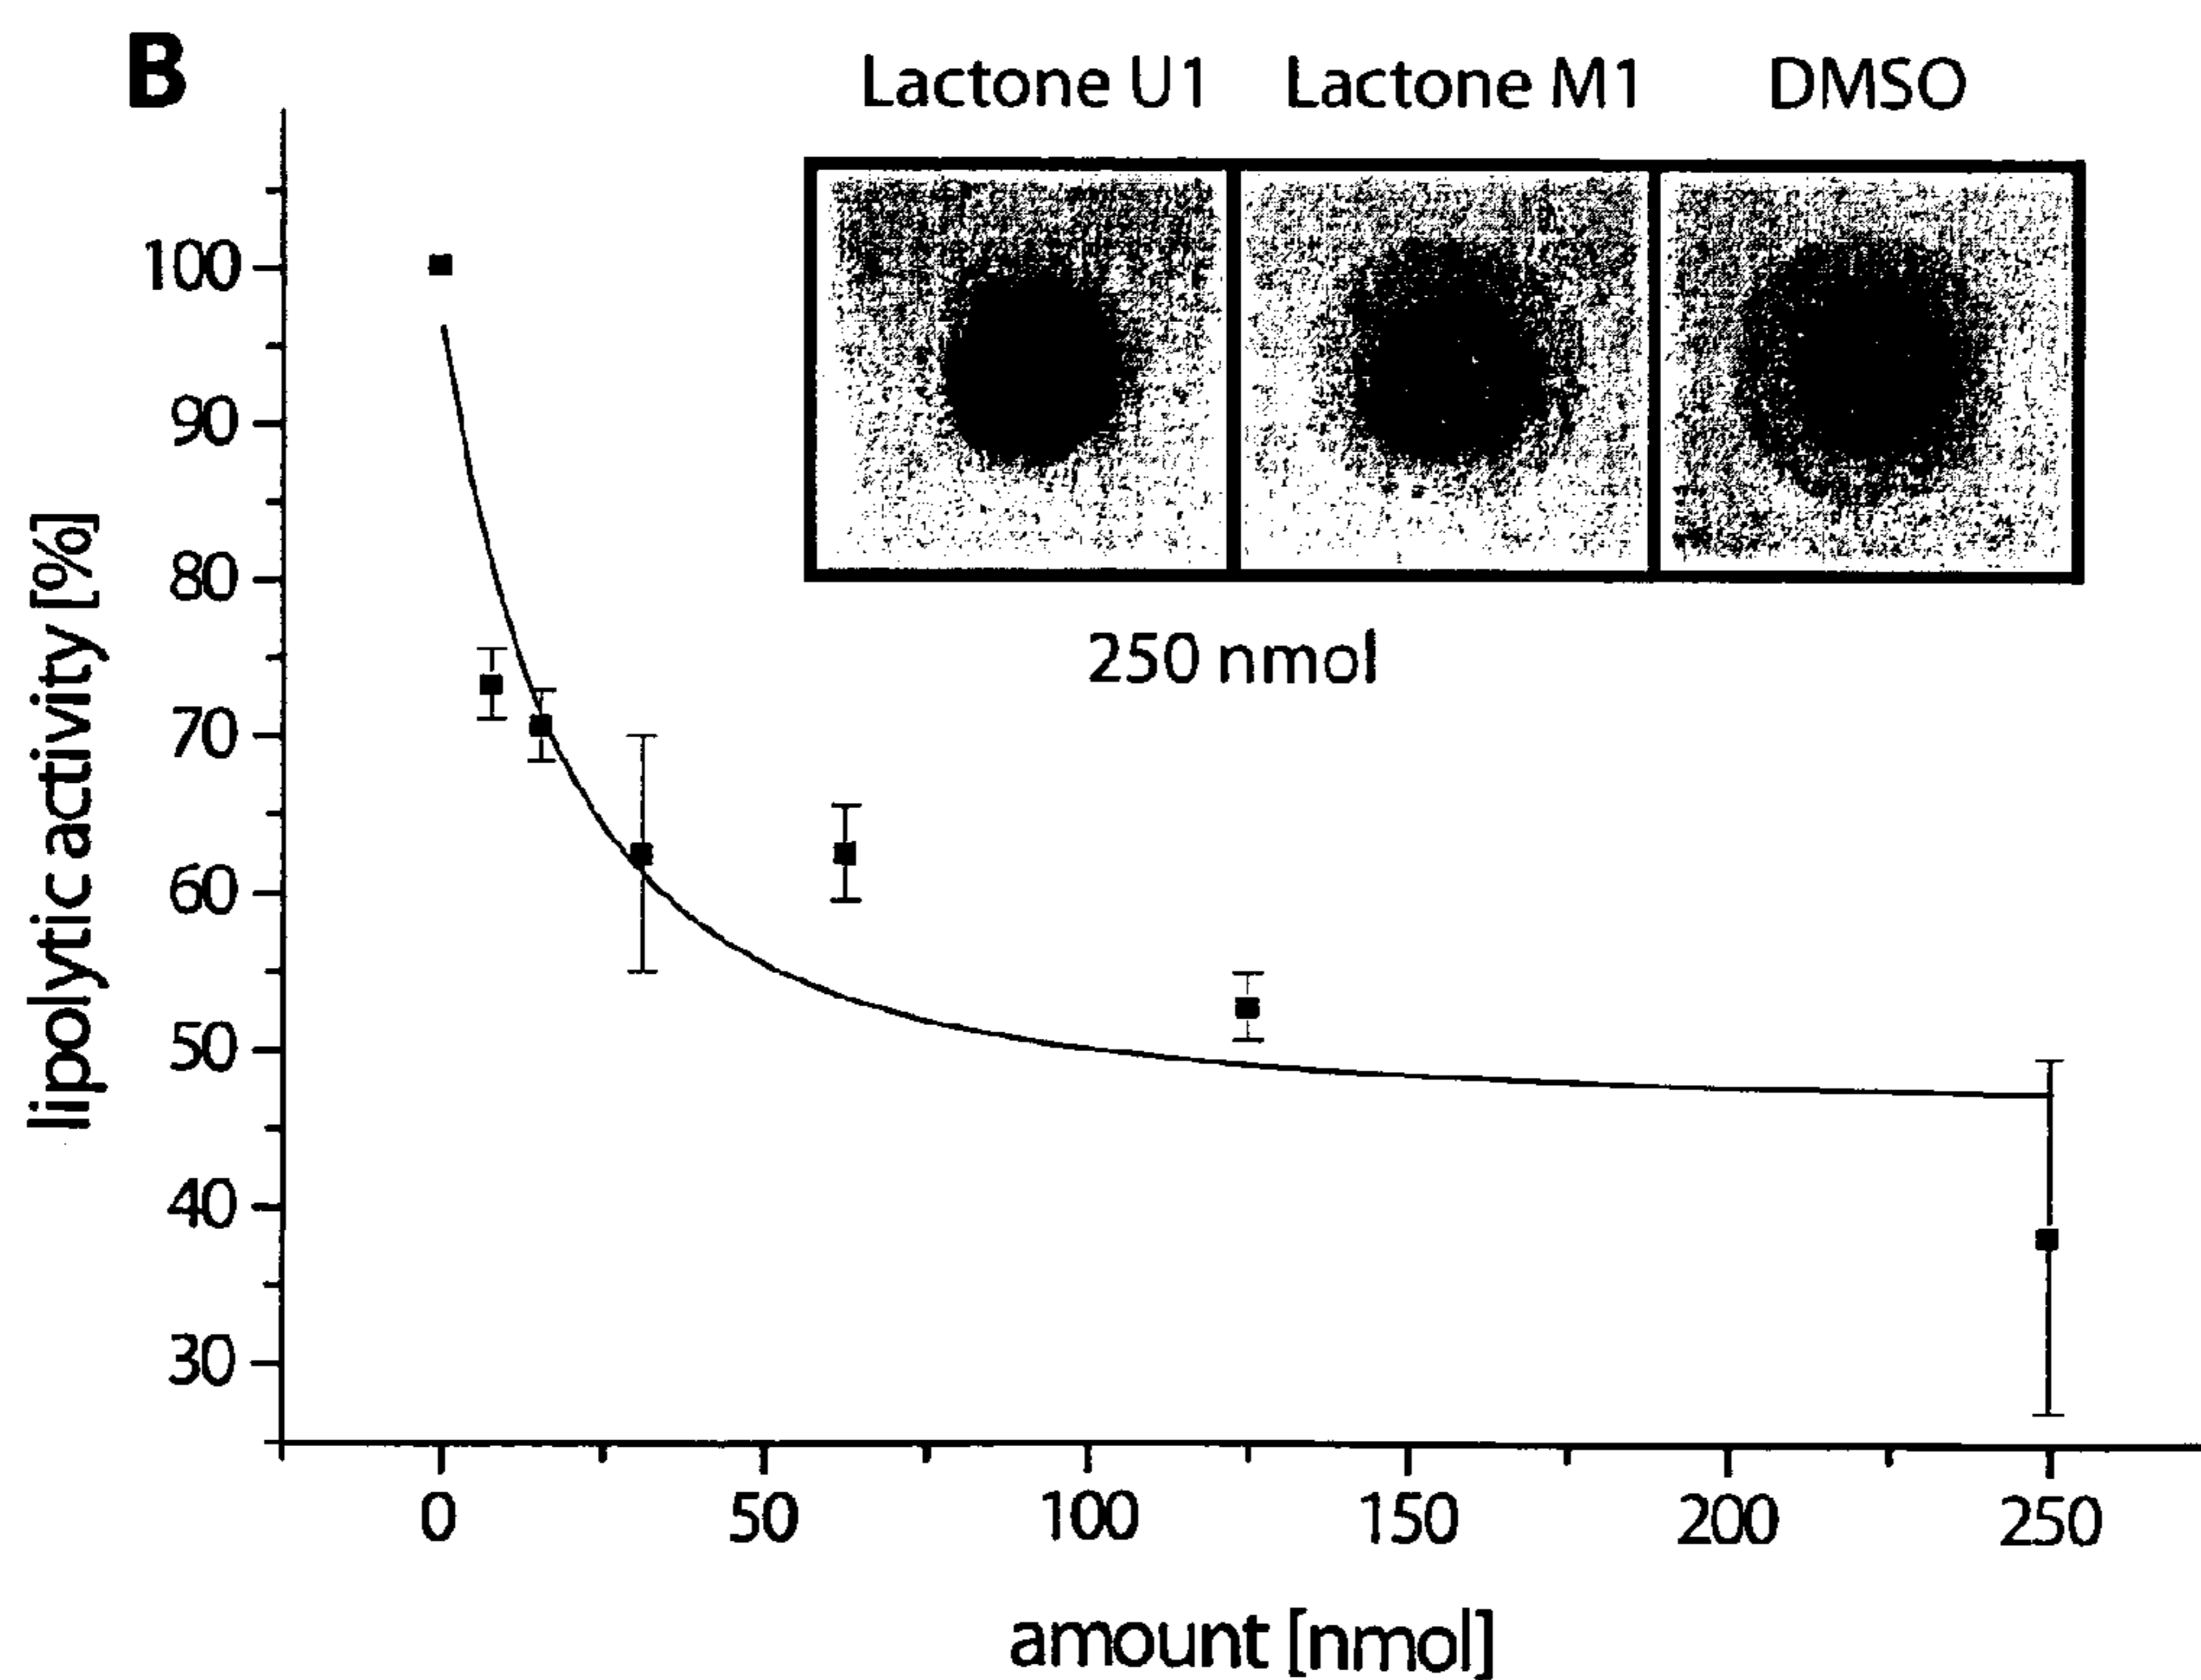 B
Lactone U1 Lactone M1 DMSO
250 nmol
lipolytic activity [%]
100
90
80
70
60
50
40
30
0 50 100 150 200 250
amount [nmol]